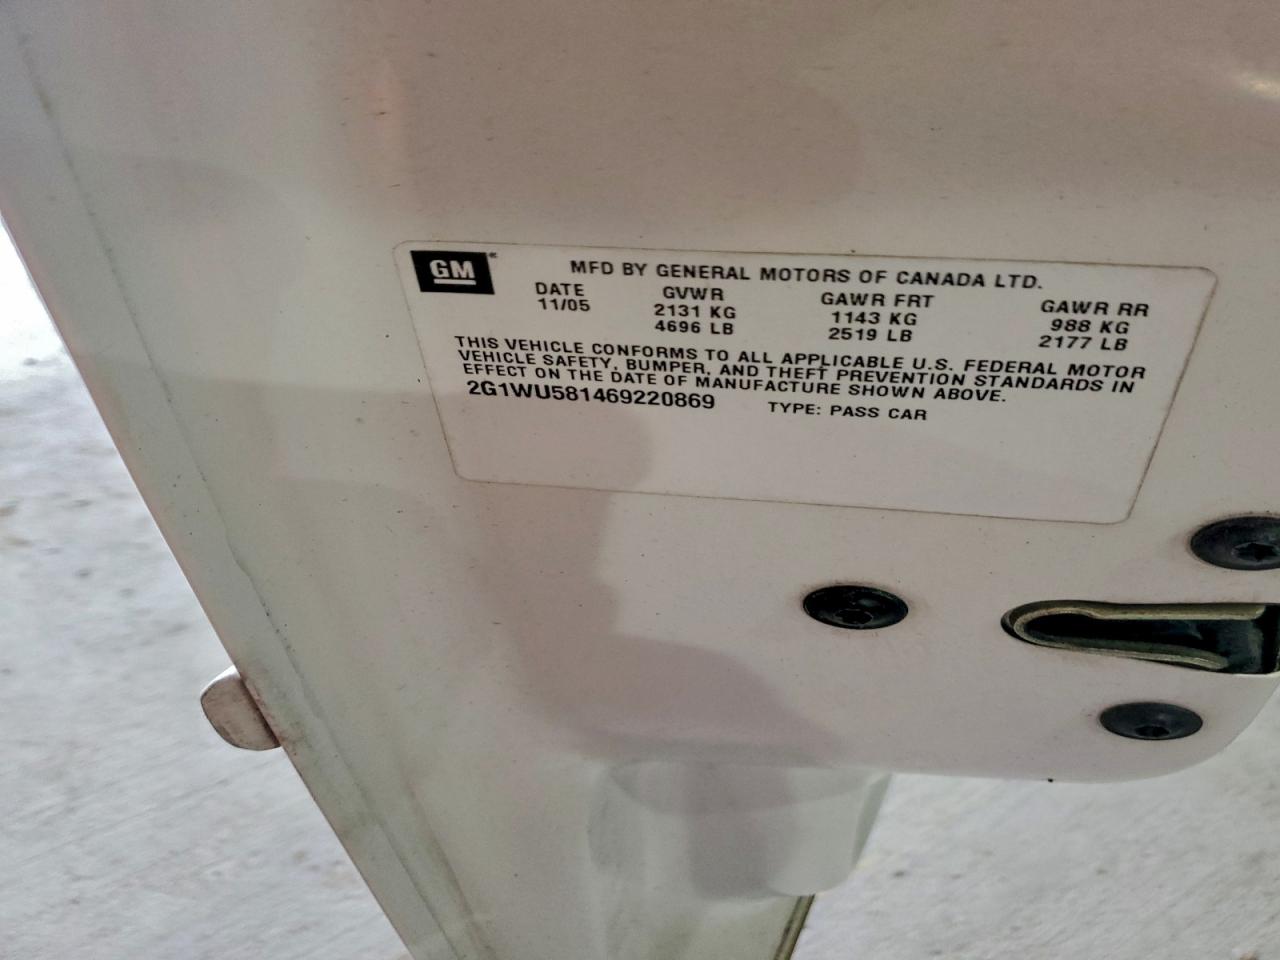 GM®
MFD BY GENERAL MOTORS OF CANADA LTD.
DATE GVWR GAWR FRT GAWR RR
11/05 2131 KG 1143 KG 988 KG
4696 LB 2519 LB 2177 LB
THIS VEHICLE CONFORMS TO ALL APPLICABLE U.S. FEDERAL MOTOR
VEHICLE SAFETY, BUMPER, AND THEFT PREVENTION STANDARDS IN
EFFECT ON THE DATE OF MANUFACTURE SHOWN ABOVE.
2G1WU581469220869 TYPE: PASS CAR